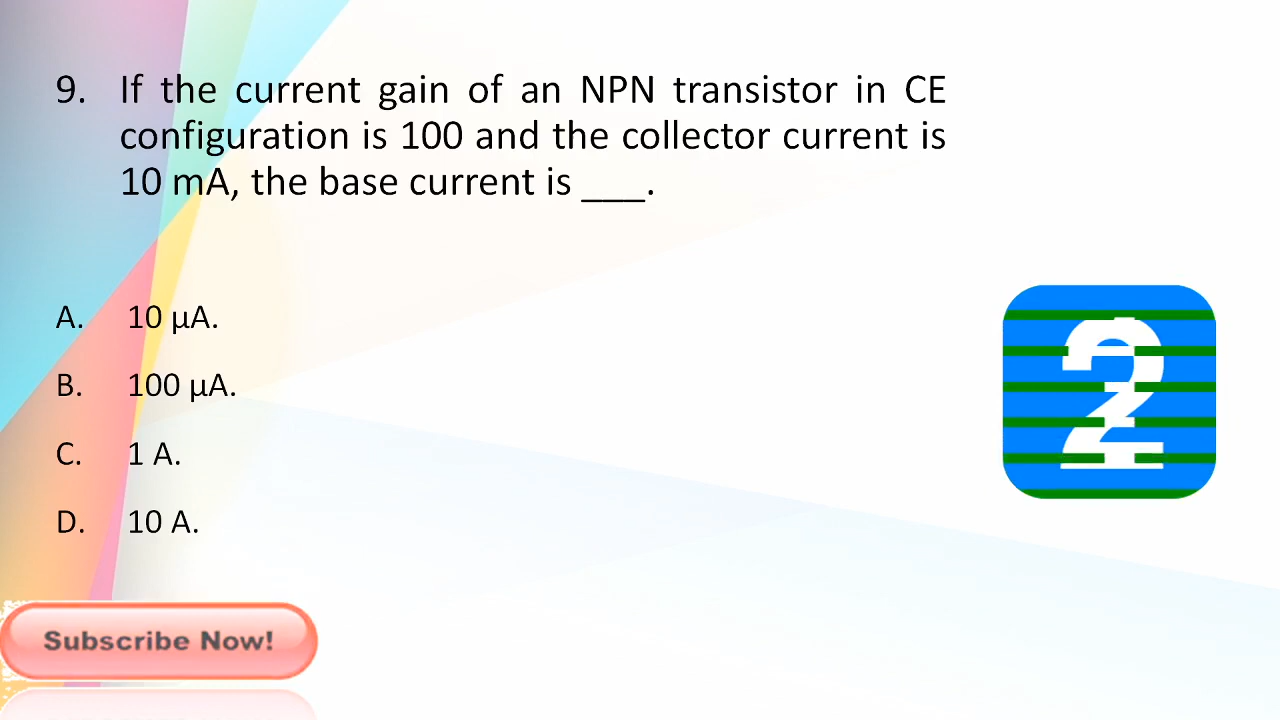 9. If the current gain of an NPN transistor in CE
configuration is 100 and the collector current is
10 mA, the base current is ___.
A. 10 µA.
B. 100 µA.
C. 1 A.
D. 10 A.
Subscribe Now!